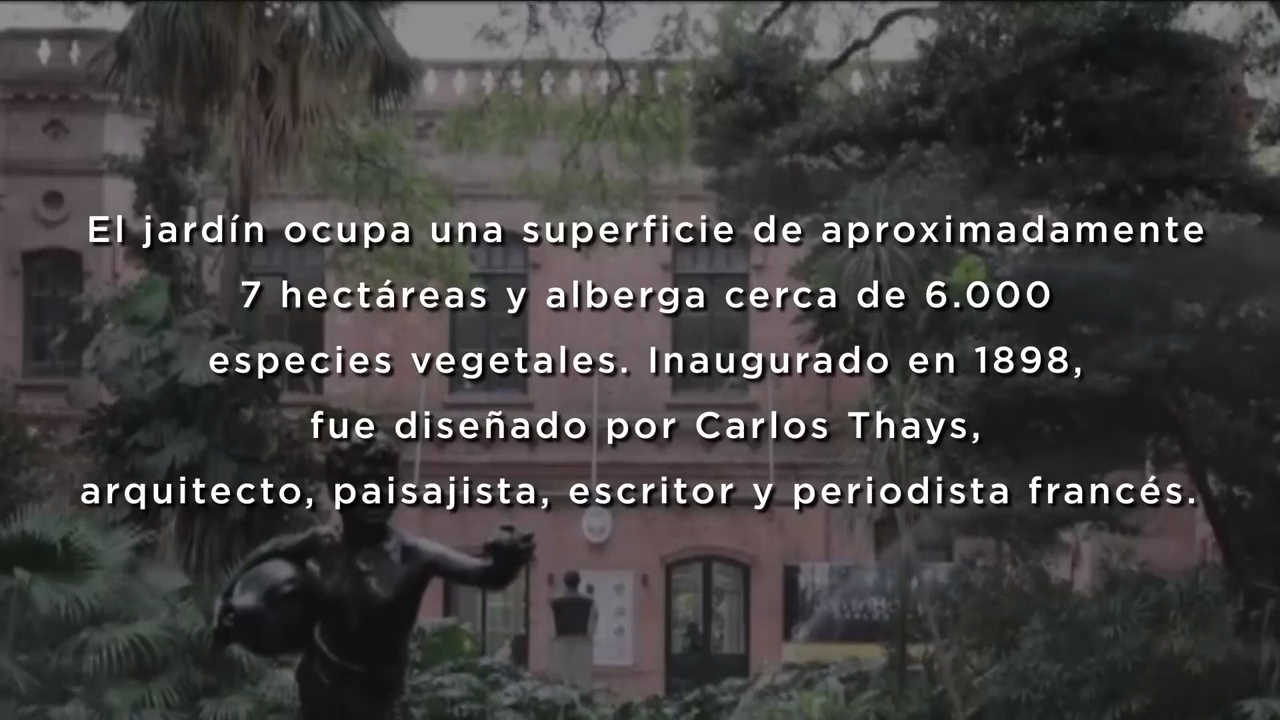 El jardín ocupa una superficie de aproximadamente
7 hectáreas y alberga cerca de 6.000
especies vegetales. Inaugurado en 1898,
fue diseñado por Carlos Thays,
arquitecto, paisajista, escritor y periodista francés.